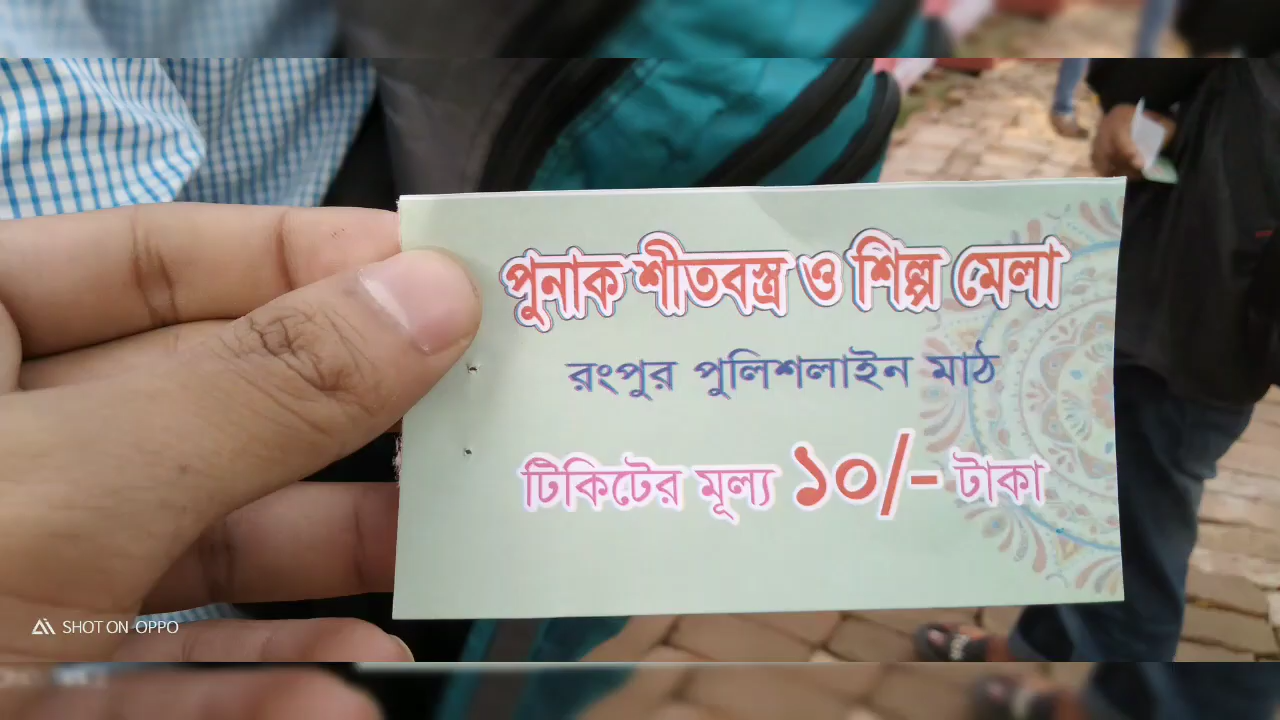 পুনাক শীতবস্ত্র ও শিল্প মেলা
রংপুর পুলিশলাইন মাঠ
টিকিটের মূল্য ১০/- টাকা
SHOT ON OPPO